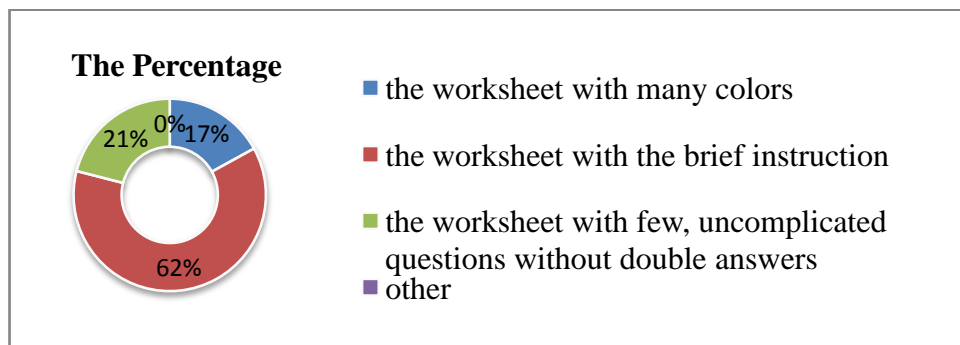 The Percentage
0%
17%
21%
62%
the worksheet with many colors
the worksheet with the brief instruction
the worksheet with few, uncomplicated
questions without double answers
other